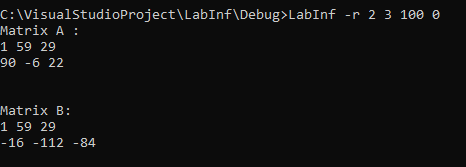 C:\VisualStudioProject\LabInf\Debug>LabInf -r 2 3 100 0
Matrix A :
1 59 29
90 -6 22
Matrix B:
1 59 29
-16 -112 -84